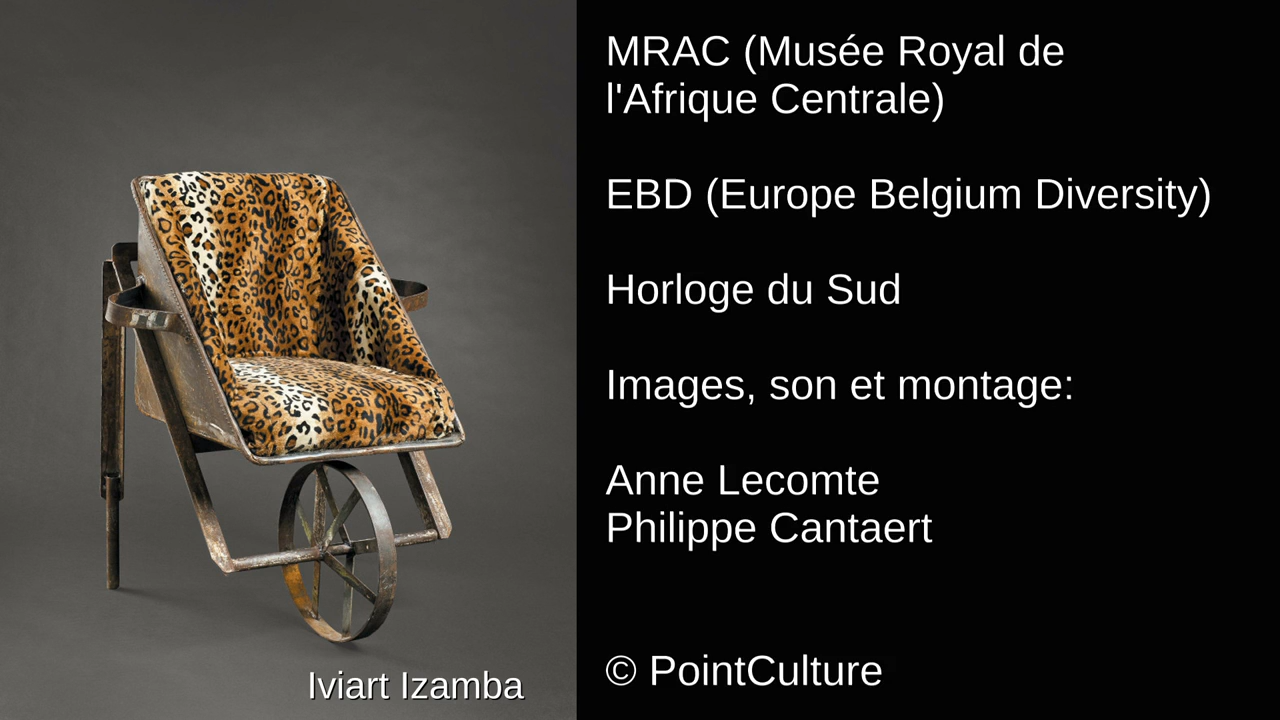 MRAC (Musée Royal de
l'Afrique Centrale)
EBD (Europe Belgium Diversity)
Horloge du Sud
Images, son et montage:
Anne Lecomte
Philippe Cantaert
© PointCulture
Iviart Izamba